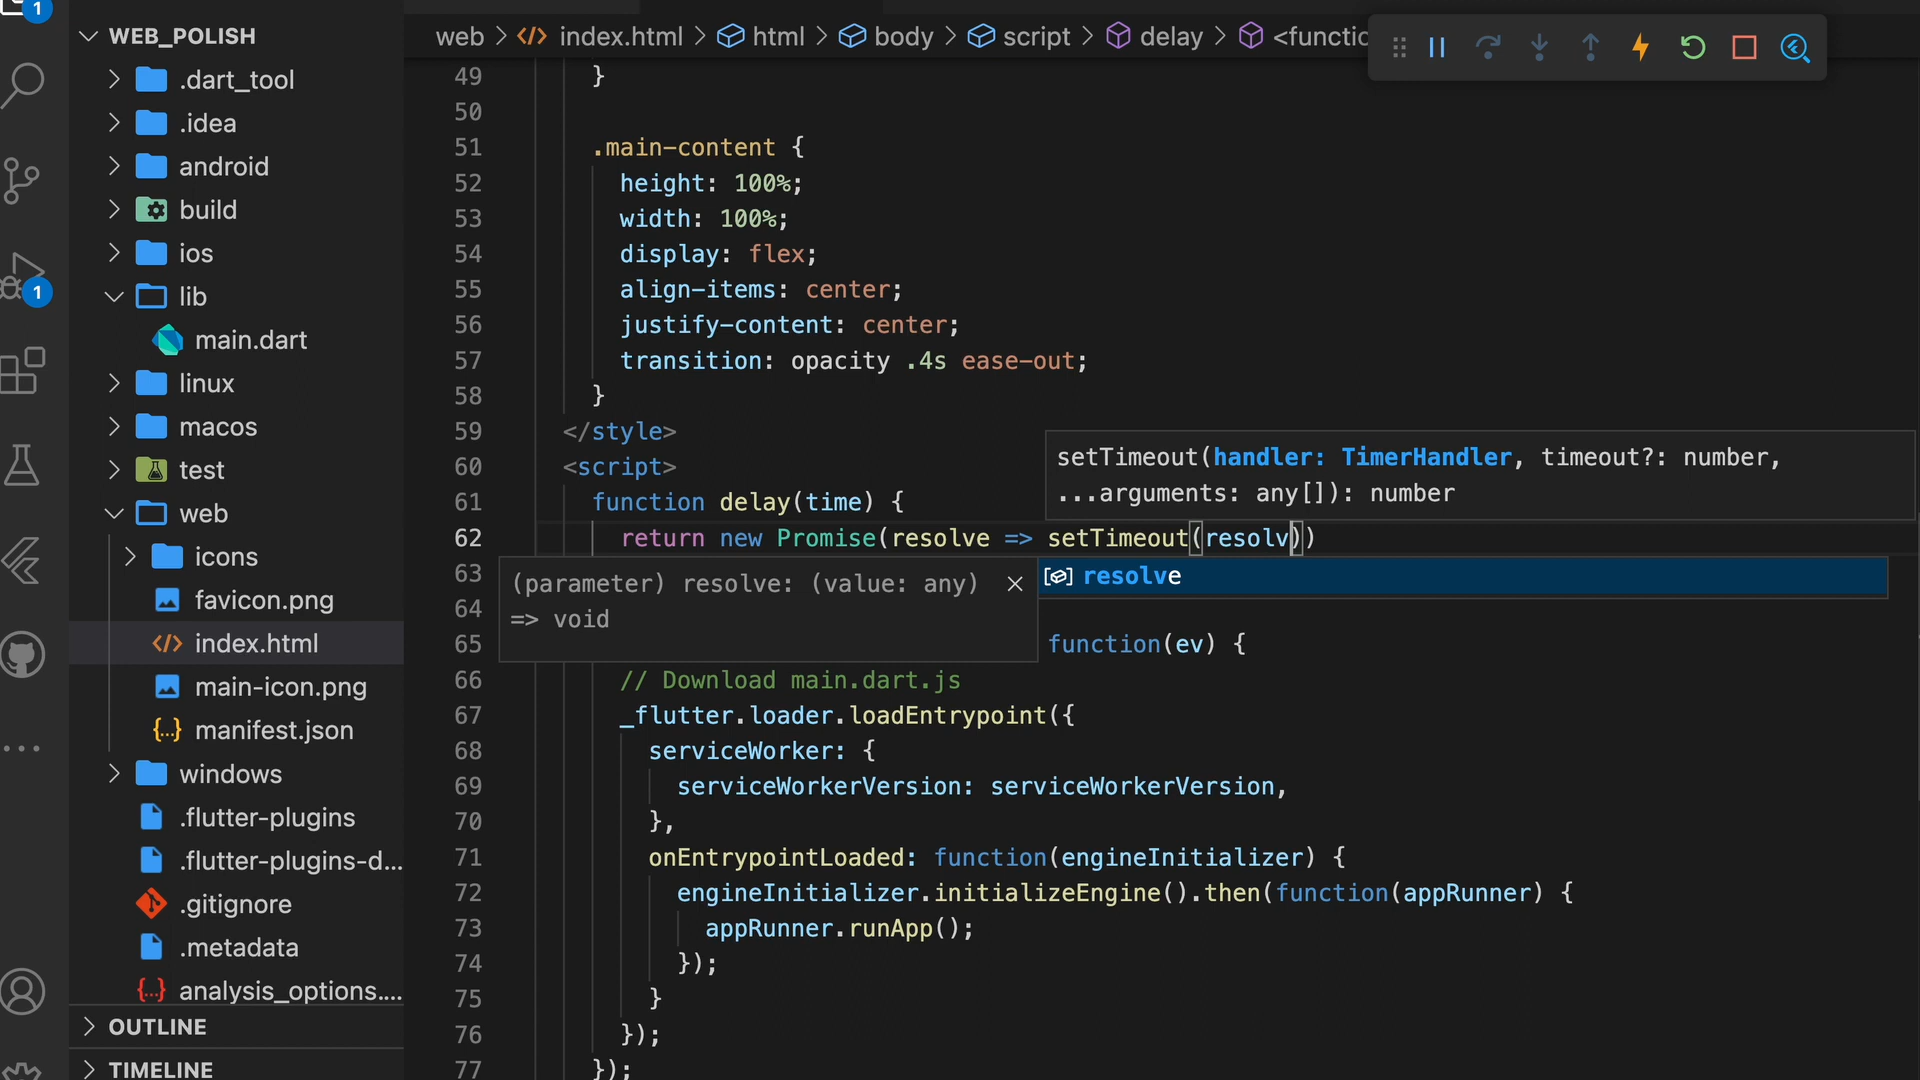 1
WEB_POLISH
.dart_tool
.idea
android
build
ios
1
lib
main.dart
linux
macos
test
web
icons
favicon.png
index.html
main-icon.png
manifest.json
windows
.flutter-plugins
.flutter-plugins-d...
.gitignore
.metadata
analysis_options....
OUTLINE
TIMELINE
web > index.html > html > body > script > delay > <functio
49 }
50
51 .main-content {
52 height: 100%;
53 width: 100%;
54 display: flex;
55 align-items: center;
56 justify-content: center;
57 transition: opacity .4s ease-out;
58 }
59 </style>
60 <script>
setTimeout(handler: TimerHandler, timeout?: number,
...arguments: any[]): number
61 function delay(time) {
62 return new Promise(resolve => setTimeout(resolv))
63
(parameter) resolve: (value: any)
=> void
resolve
64
65 function(ev) {
66 // Download main.dart.js
67 _flutter.loader.loadEntrypoint({
68 serviceWorker: {
69 serviceWorkerVersion: serviceWorkerVersion,
70 },
71 onEntrypointLoaded: function(engineInitializer) {
72 engineInitializer.initializeEngine().then(function(appRunner) {
73 appRunner.runApp();
74 });
75 }
76 });
77 });